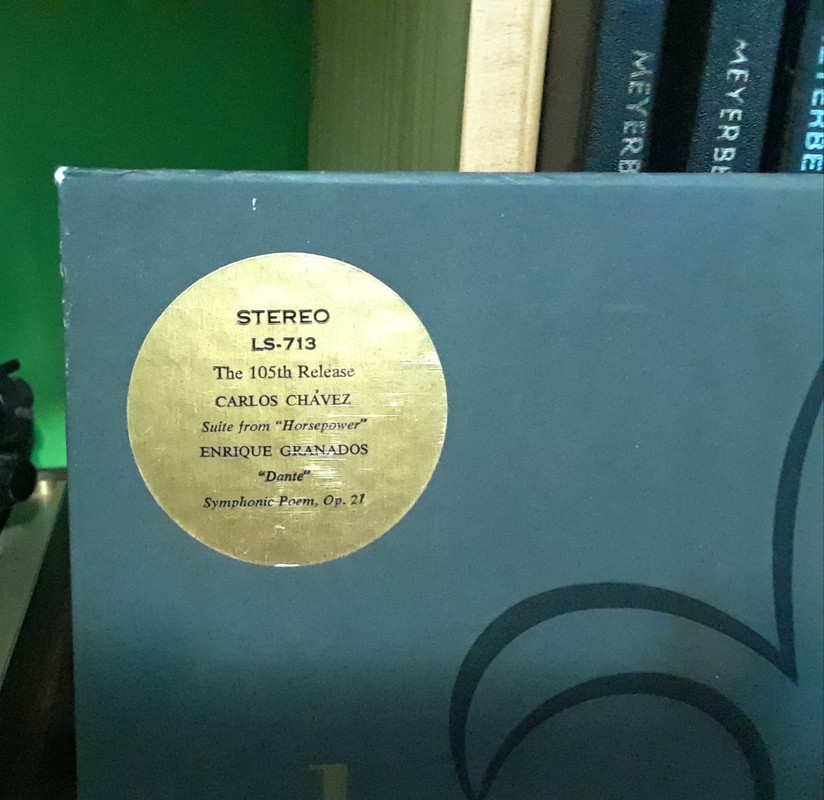 MEYERB
MEYERBE
STEREO
LS-713
The 105th Release
CARLOS CHÁVEZ
Suite from "Horsepower"
ENRIQUE GRANADOS
"Dante"
Symphonic Poem, Op. 21